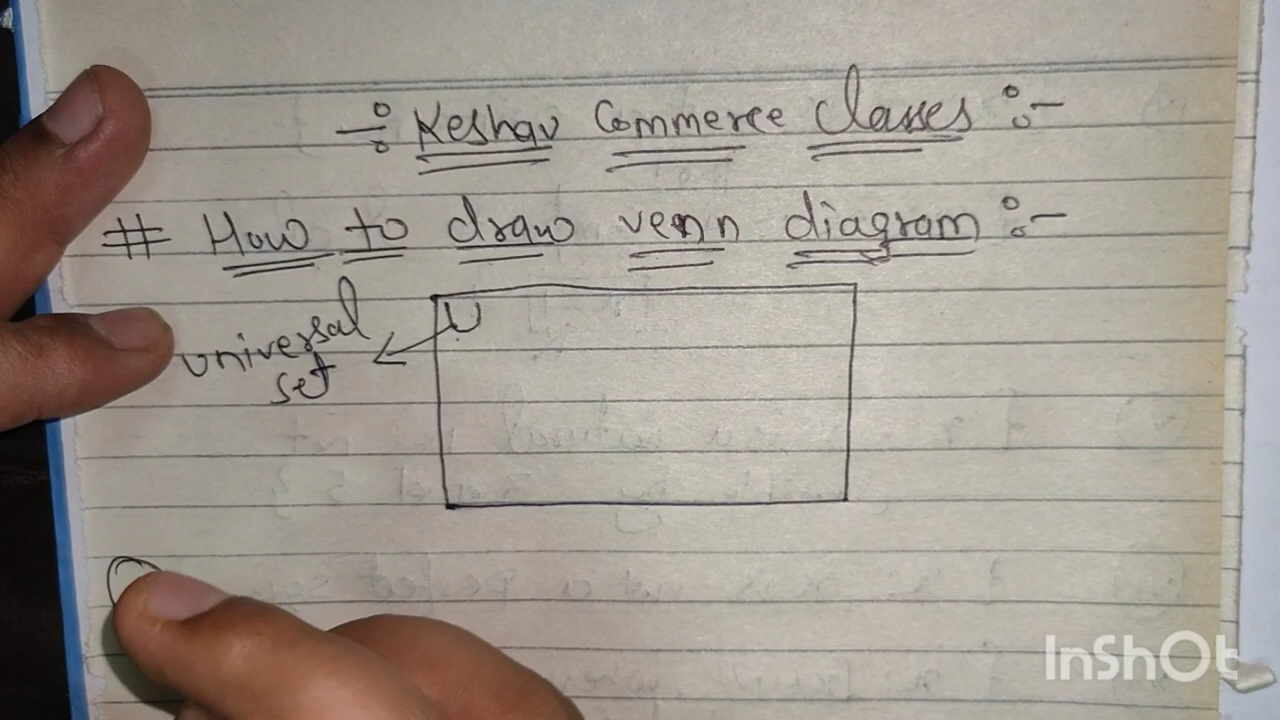 ÷ Keshav Commerce Classes :-
# How to draw venn diagram :-
U
universal
set
InShOt